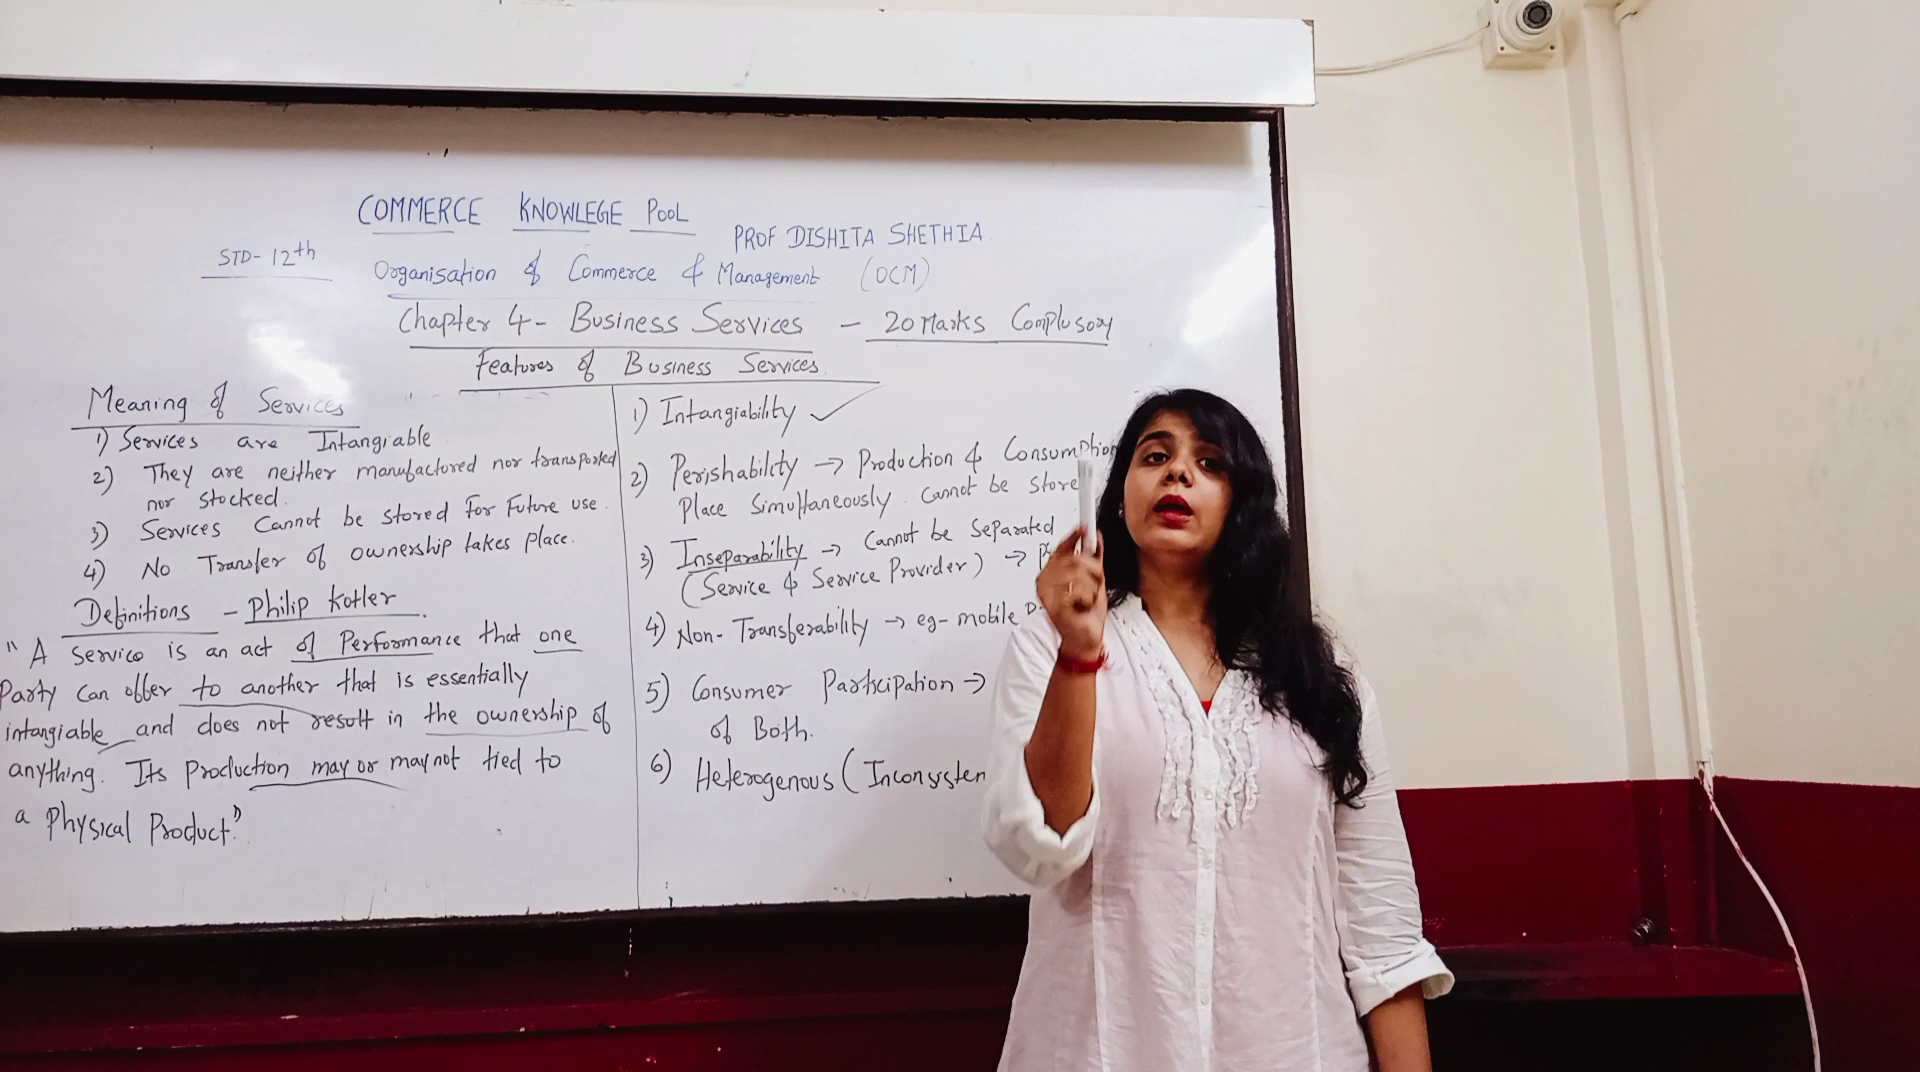 COMMERCE KNOWLEGE POOL
PROF DISHITA SHETHIA
STD- 12th
Organisation of Commerce & Management (OCM)
Chapter 4- Business Services - 20 Marks Complusory
Features of Business Services
Meaning of Services
1) Services are Intangiable
2) They are neither manufactored nor transported
nor stocked.
3) Services Cannot be stored for Future use.
4) No Transfer of ownership takes place.
Definitions - Philip Kotler
"A service is an act of Performance that one
Party can offer to another that is essentially
intangiable and does not result in the ownership of
anything. Its Production may or may not tied to
a Physical Product."
1) Intangiability ✓
2) Perishability → Production & Consumption
Place Simultaneously. Cannot be Store
3) Inseparability → Cannot be Separated
(Service & Service Provider) →
4) Non-Transferability → eg- mobile
5) Consumer Participation →
of Both.
6) Heterogenous (Inconsisten